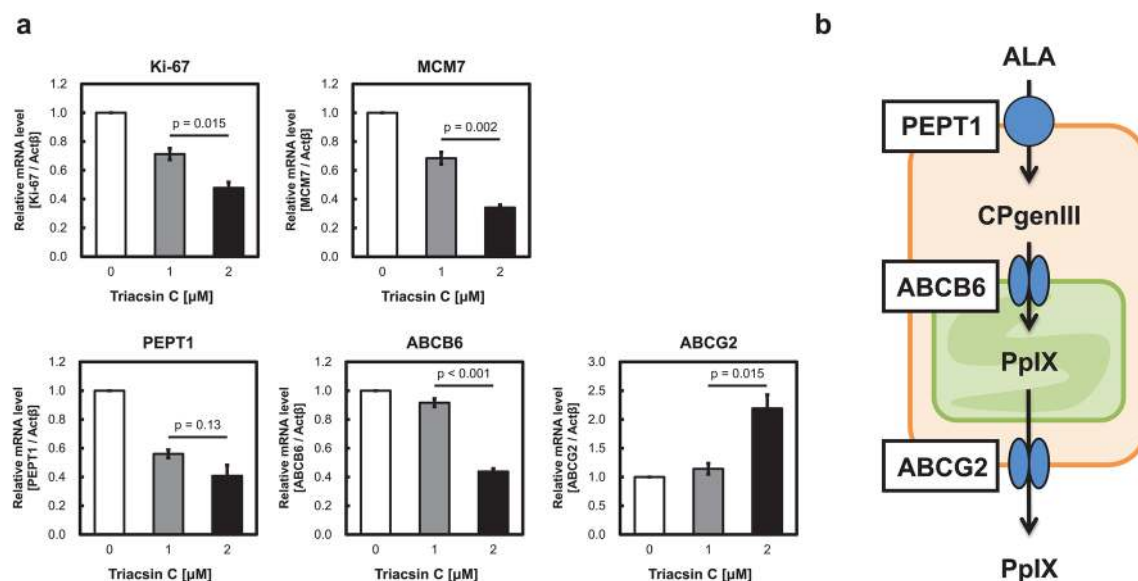 a
Ki-67
Relative mRNA level
[Ki-67 / Actβ]
1.2
1.0
0.8
0.6
0.4
0.2
0.0
p = 0.015
0 1 2
Triacsin C [µM]
MCM7
Relative mRNA level
[MCM7 / Actβ]
1.2
1.0
0.8
0.6
0.4
0.2
0.0
p = 0.002
0 1 2
Triacsin C [µM]
PEPT1
Relative mRNA level
[PEPT1 / Actβ]
1.2
1.0
0.8
0.6
0.4
0.2
0.0
p = 0.13
0 1 2
Triacsin C [µM]
ABCB6
Relative mRNA level
[ABCB6 / Actβ]
1.2
1.0
0.8
0.6
0.4
0.2
0.0
p < 0.001
0 1 2
Triacsin C [µM]
ABCG2
Relative mRNA level
[ABCG2 / Actβ]
3.0
2.5
2.0
1.5
1.0
0.5
0.0
p = 0.015
0 1 2
Triacsin C [µM]
b
ALA
PEPT1
CPgenIII
ABCB6
PpIX
ABCG2
PpIX